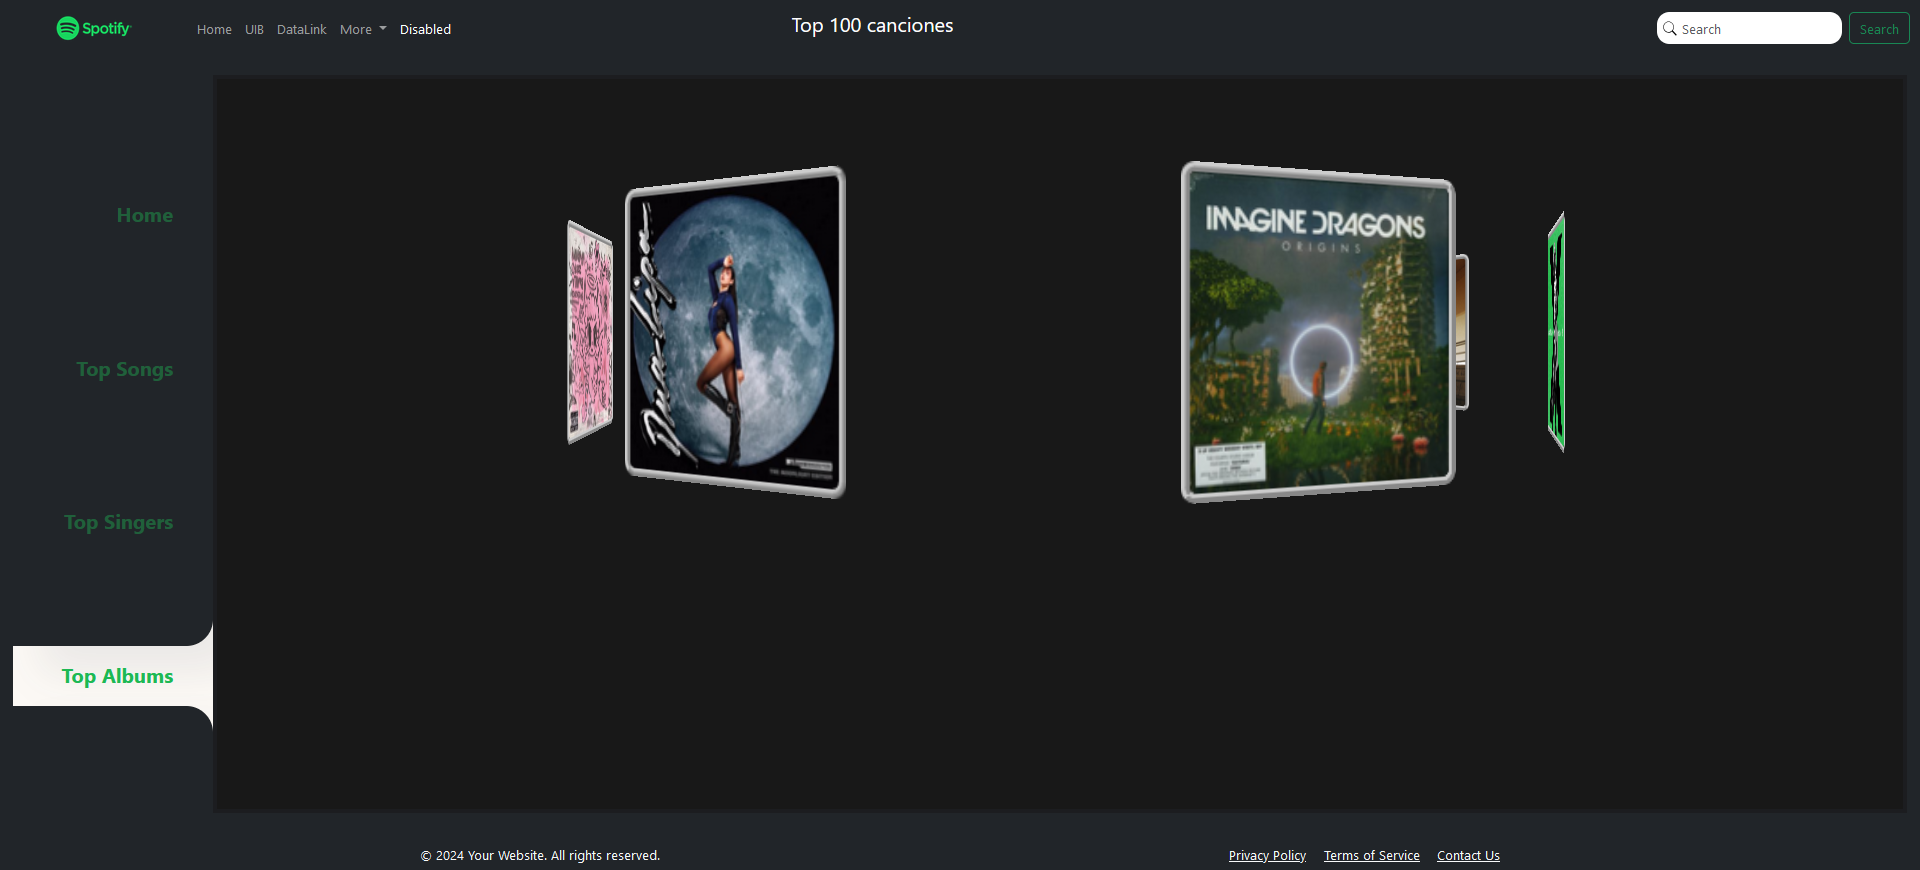 Spotify
Home UIB DataLink More Disabled
Top 100 canciones
Search
Search
Home
Top Songs
Top Singers
Top Albums
Dua Lipa
IMAGINE DRAGONS
ORIGINS
© 2024 Your Website. All rights reserved.
Privacy Policy Terms of Service Contact Us